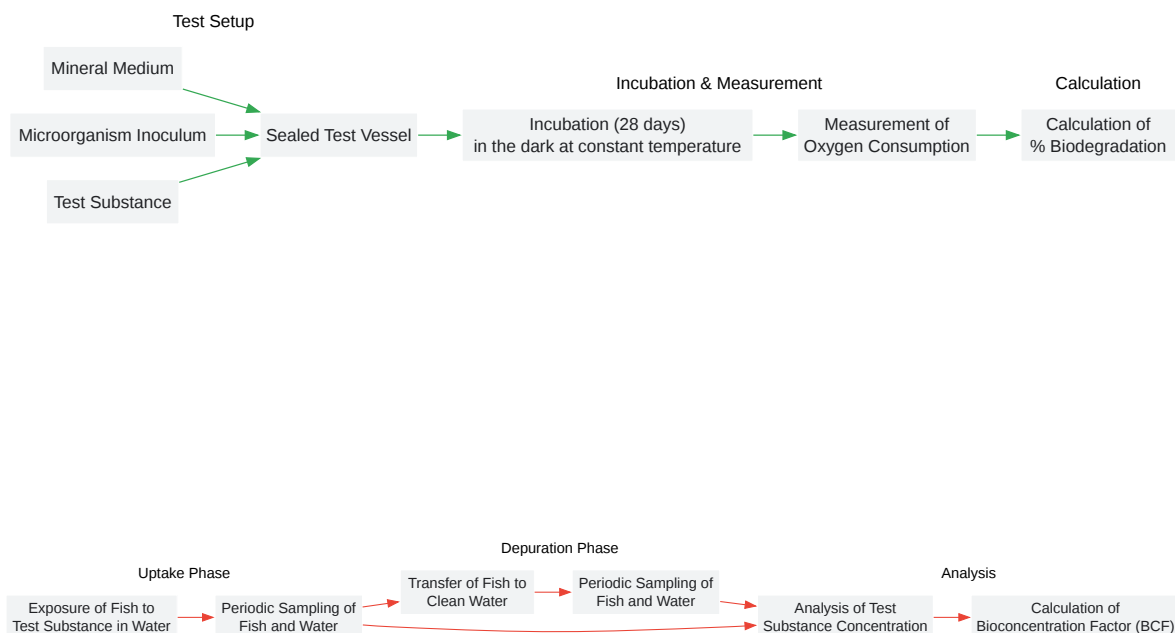 Test Setup
Mineral Medium
Microorganism Inoculum
Test Substance
Sealed Test Vessel
Incubation & Measurement
Incubation (28 days)
in the dark at constant temperature
Measurement of
Oxygen Consumption
Calculation
Calculation of
% Biodegradation
Uptake Phase
Exposure of Fish to
Test Substance in Water
Periodic Sampling of
Fish and Water
Depuration Phase
Transfer of Fish to
Clean Water
Periodic Sampling of
Fish and Water
Analysis
Analysis of Test
Substance Concentration
Calculation of
Bioconcentration Factor (BCF)